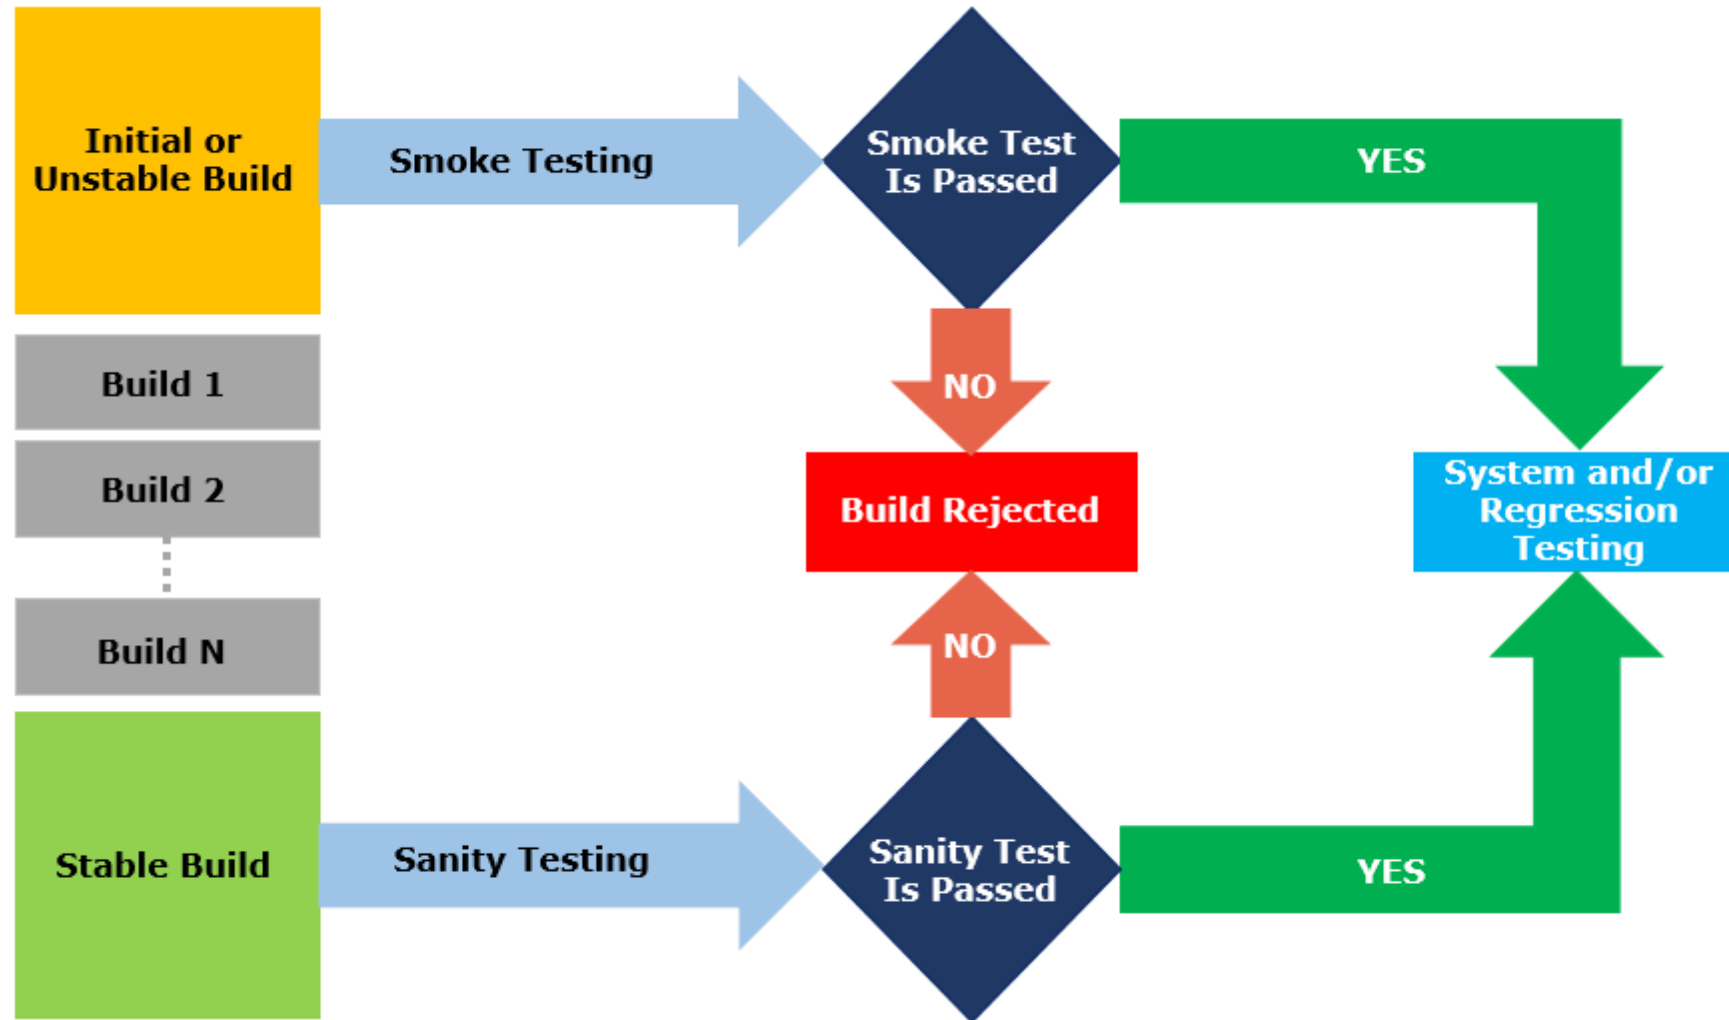 Initial or
Unstable Build
Smoke Testing
Smoke Test
Is Passed
YES
Build 1
NO
Build 2
Build Rejected
System and/or
Regression
Testing
Build N
NO
Stable Build
Sanity Testing
Sanity Test
Is Passed
YES